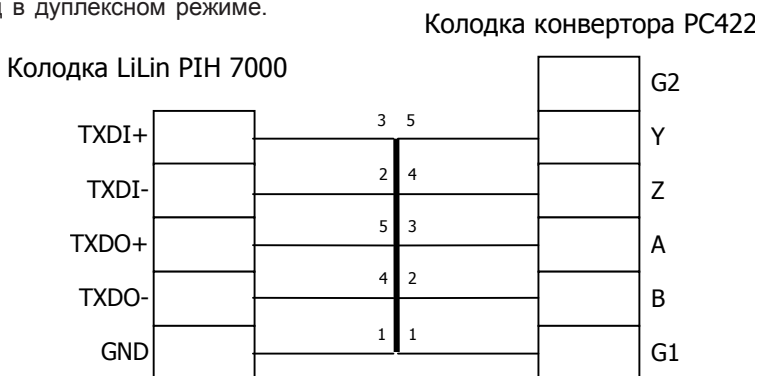 в дуплексном режиме.
Колодка конвертора PC422
Колодка LiLin PIH 7000
G2
TXDI+ 3 5 Y
TXDI- 2 4 Z
TXDO+ 5 3 A
TXDO- 4 2 B
GND 1 1 G1